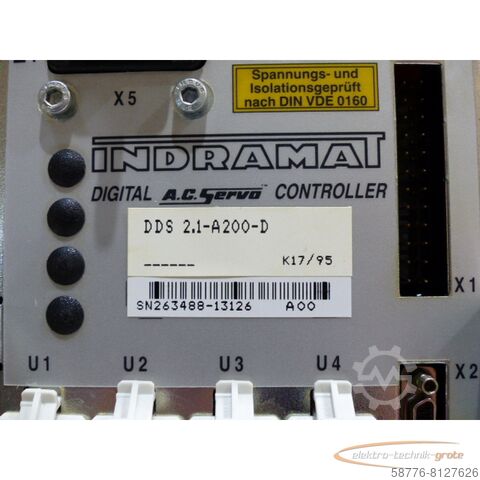 X5
Spannungs- und
Isolationsgeprüft
nach DIN VDE 0160
INDRAMAT
DIGITAL A.C. Servo™ CONTROLLER
DDS 2.1-A200-D
------ K17/95
SN263488-13126 A00
X1
U1 U2 U3 U4
X2
elektro-technik-grote
58776-8127626